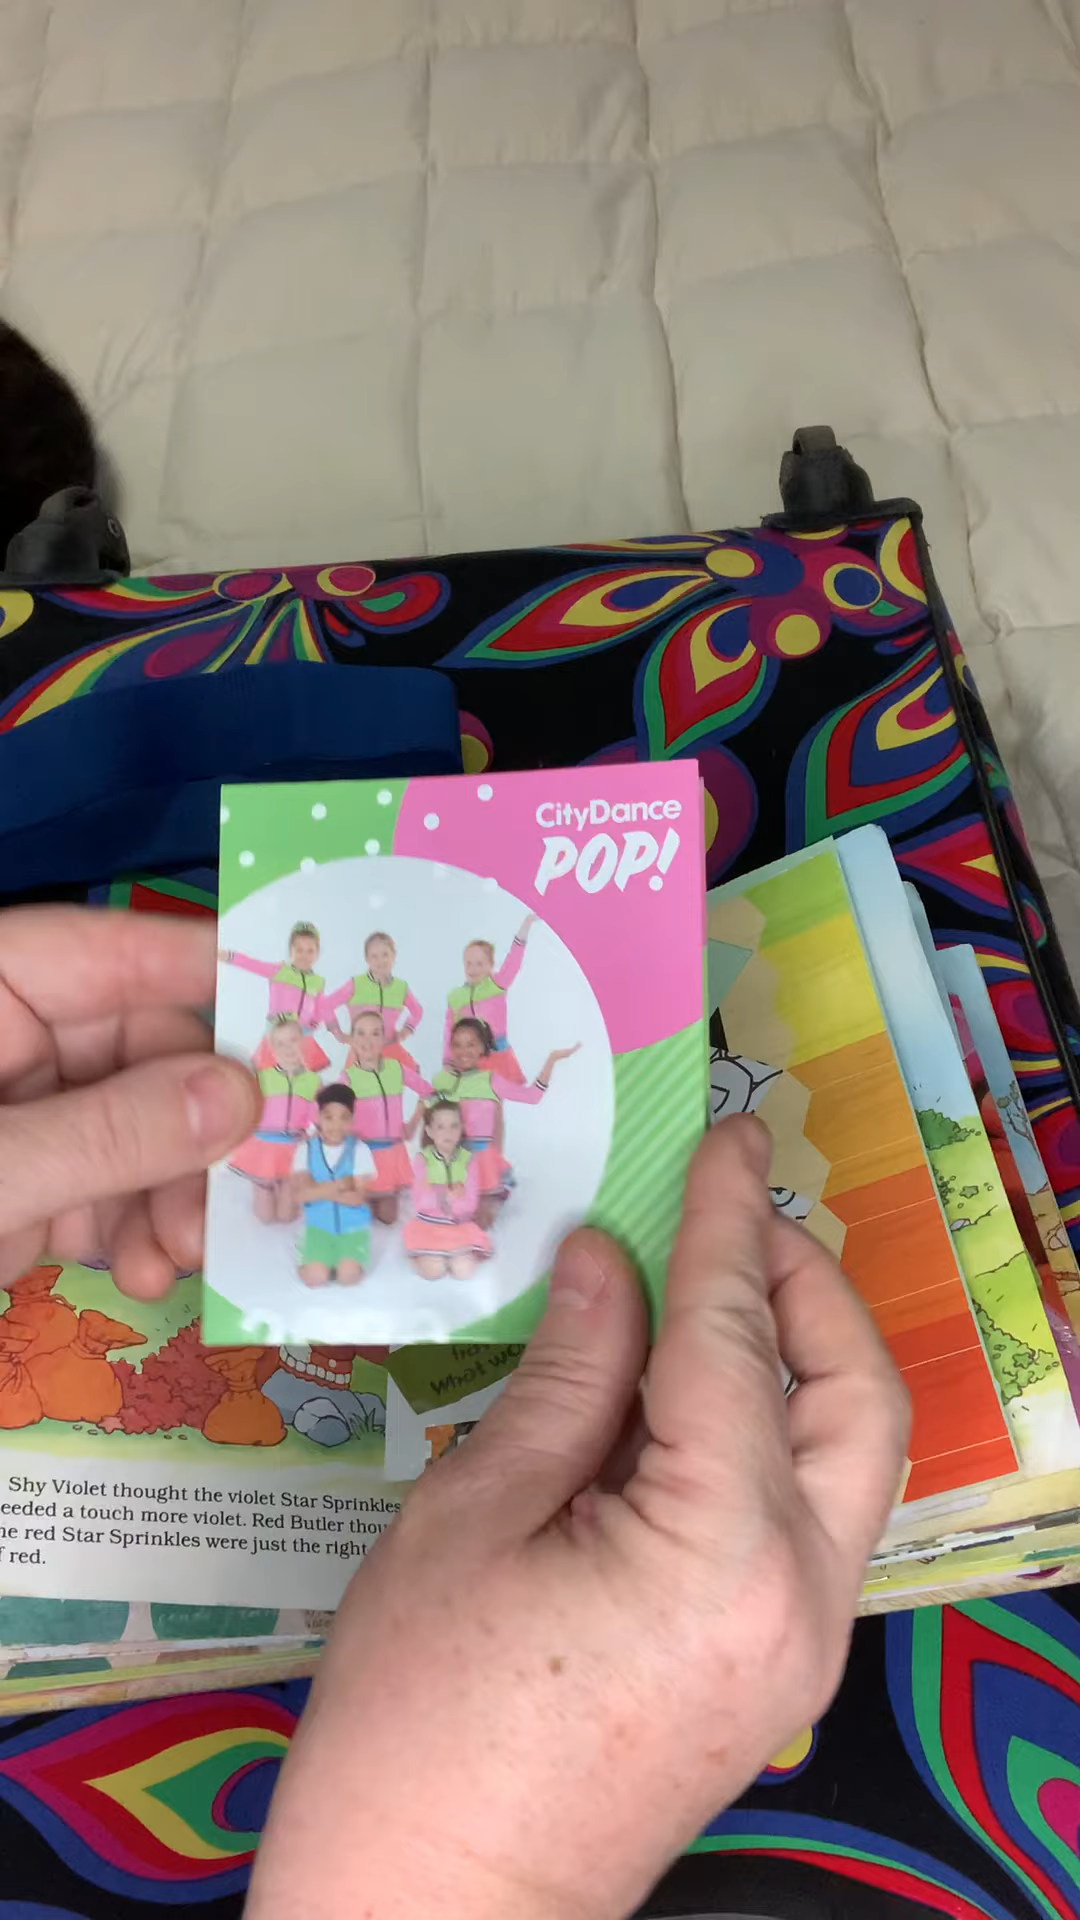 CityDance
POP!
what wo
Shy Violet thought the violet Star Sprinkles
eeded a touch more violet. Red Butler thou
he red Star Sprinkles were just the right
f red.